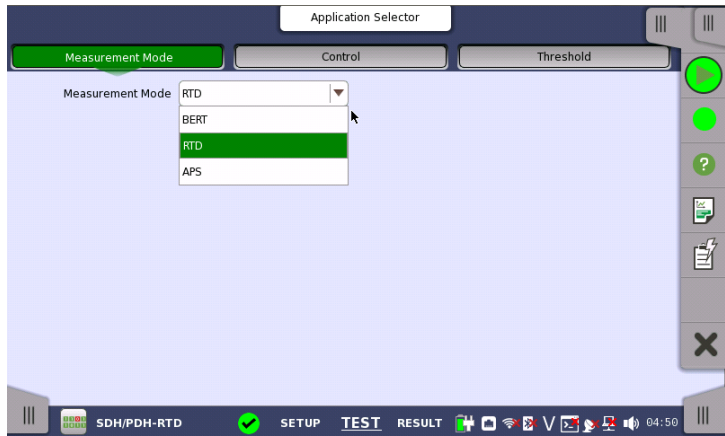 Application Selector
Measurement Mode Control Threshold
Measurement Mode RTD
BERT
RTD
APS
?
SDH/PDH-RTD SETUP TEST RESULT V 04:50